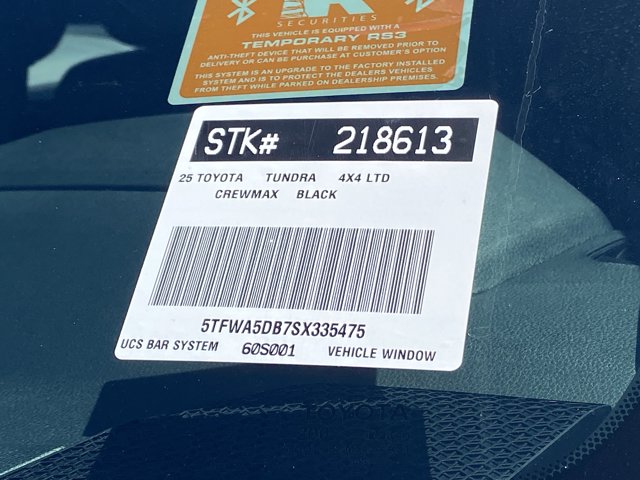 SECURITIES
THIS VEHICLE IS EQUIPPED WITH A
TEMPORARY RS3
ANTI-THEFT DEVICE THAT WILL BE REMOVED PRIOR TO
DELIVERY OR CAN BE PURCHASED AT CUSTOMER'S OPTION
THIS SYSTEM IS AN UPGRADE TO THE FACTORY INSTALLED
SYSTEM AND IS TO PROTECT THE DEALERS VEHICLES
FROM THEFT WHILE PARKED ON DEALERSHIP PREMISES.
STK# 218613
25 TOYOTA TUNDRA 4X4 LTD
CREWMAX BLACK
5TFWA5DB7SX335475
UCS BAR SYSTEM 60S001 VEHICLE WINDOW
TOYOTA